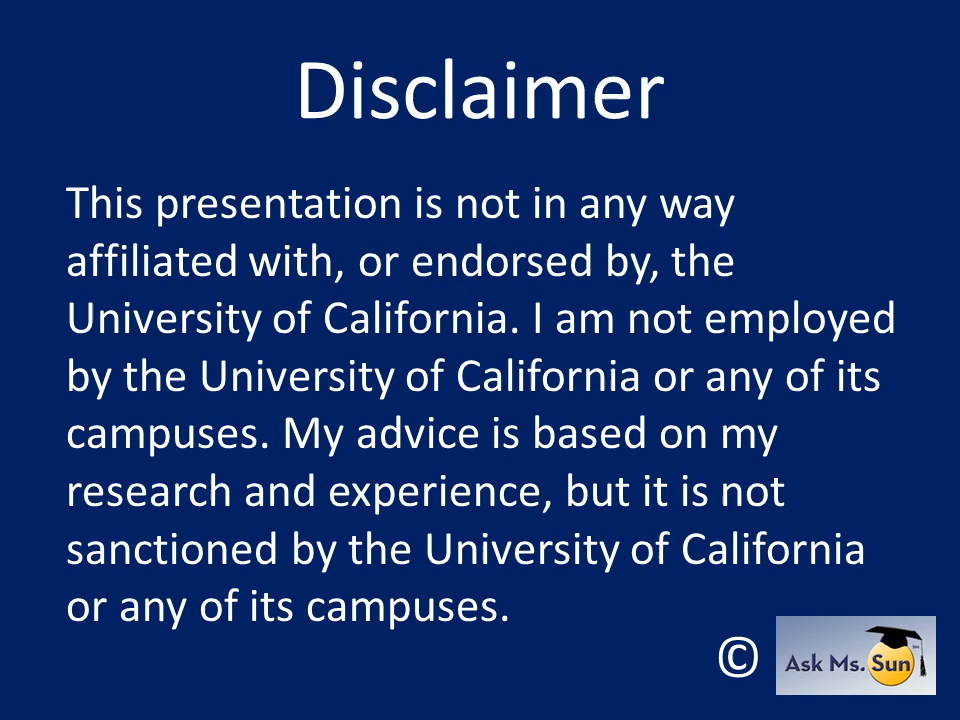 Disclaimer
This presentation is not in any way
affiliated with, or endorsed by, the
University of California. I am not employed
by the University of California or any of its
campuses. My advice is based on my
research and experience, but it is not
sanctioned by the University of California
or any of its campuses.
©
Ask Ms. Sun℠